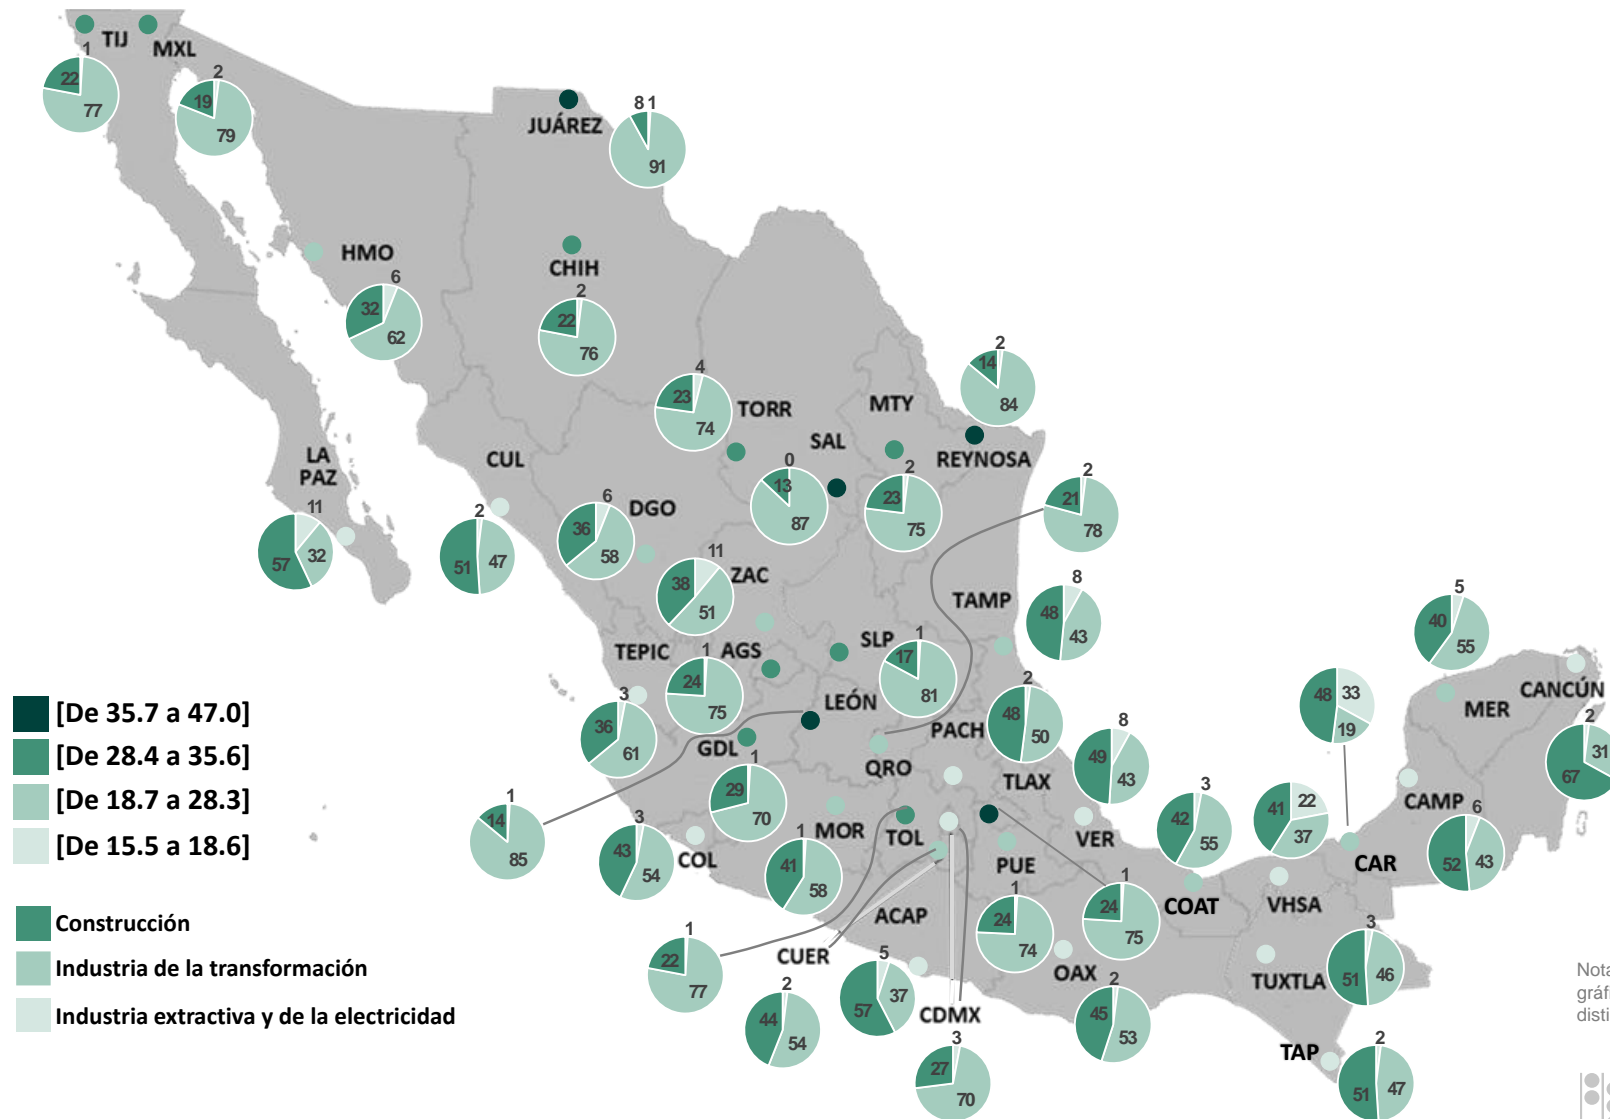 TIJ
MXL
1
22
77
2
19
79
JUÁREZ
8 1
91
HMO
6
32
62
CHIH
2
22
76
4
23
74
TORR
MTY
2
14
84
REYNOSA
SAL
0
13
87
2
23
75
2
21
78
LA
PAZ
11
57
32
CUL
2
51
47
DGO
6
36
58
11
38
51
ZAC
TAMP
8
48
43
5
40
55
MER
CANCÚN
2
31
67
TEPIC
3
36
61
AGS
1
24
75
SLP
1
17
81
LEÓN
GDL
1
29
70
QRO
PACH
2
48
50
TLAX
8
49
43
VER
48
33
19
CAMP
6
52
43
CAR
3
42
55
COAT
22
41
37
VHSA
[De 35.7 a 47.0]
[De 28.4 a 35.6]
[De 18.7 a 28.3]
[De 15.5 a 18.6]
1
14
85
COL
3
43
54
MOR
1
41
58
TOL
PUE
1
24
74
1
24
75
ACAP
CUER
1
22
77
2
44
54
5
57
37
CDMX
3
27
70
OAX
2
45
53
TUXTLA
3
51
46
TAP
2
51
47
Construcción
Industria de la transformación
Industria extractiva y de la electricidad
Nota
gráfi
disti